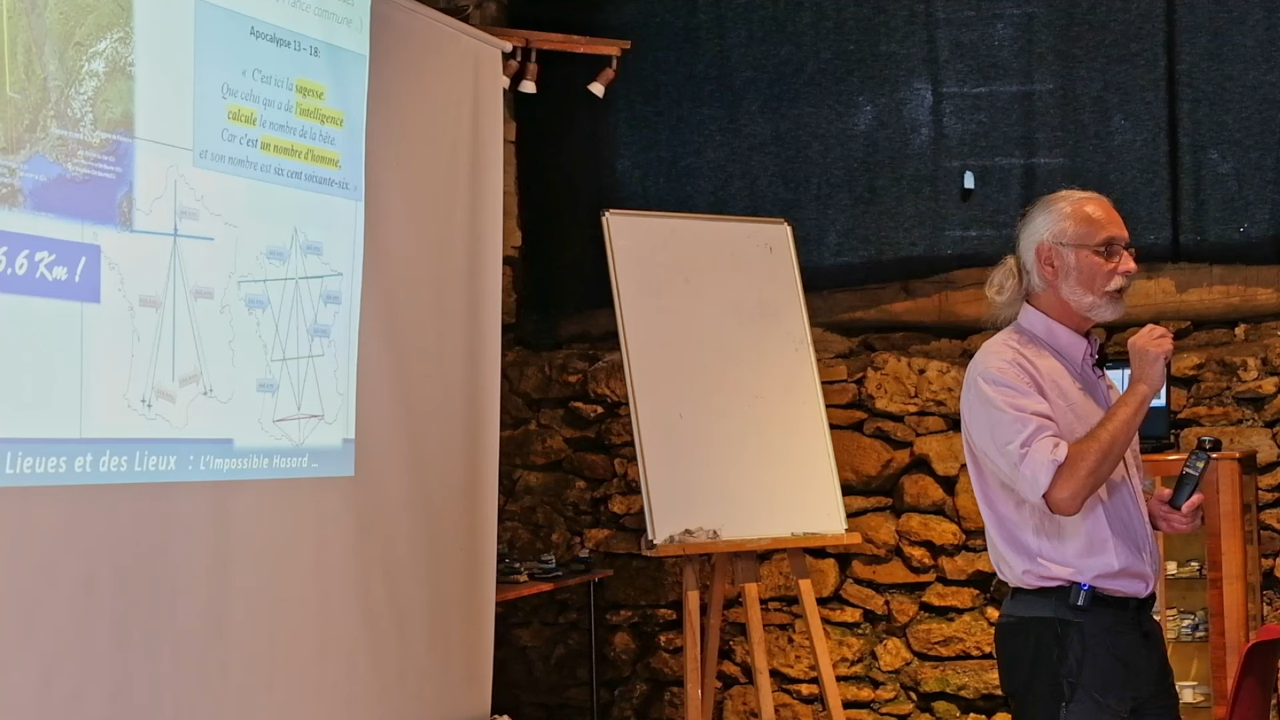 France commune...)
Apocalypse 13 – 18:
« C'est ici la sagesse.
Que celui qui a de l'intelligence
calcule le nombre de la bête.
Car c'est un nombre d'homme,
et son nombre est six cent soixante-six. »
6.6 Km !
Lieues et des Lieux : L'Impossible Hasard ...